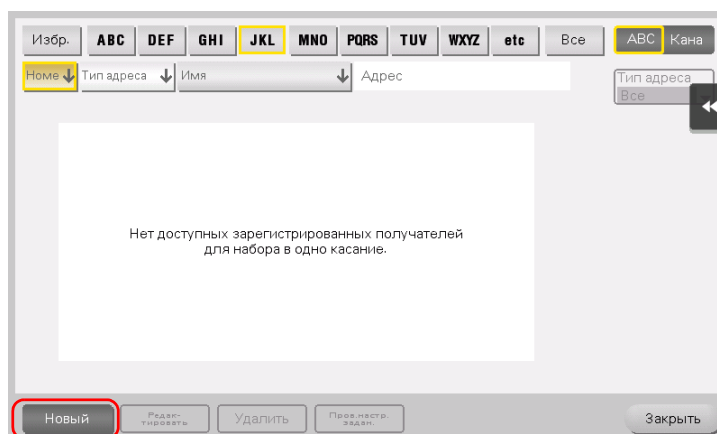 Избр. ABC DEF GHI JKL MNO PQRS TUV WXYZ etc Все ABC Кана
Номе Тип адреса Имя Адрес
Тип адреса
Все
Нет доступных зарегистрированных получателей
для набора в одно касание.
Новый
Редак-
тировать
Удалить
Пров.настр.
задан.
Закрыть